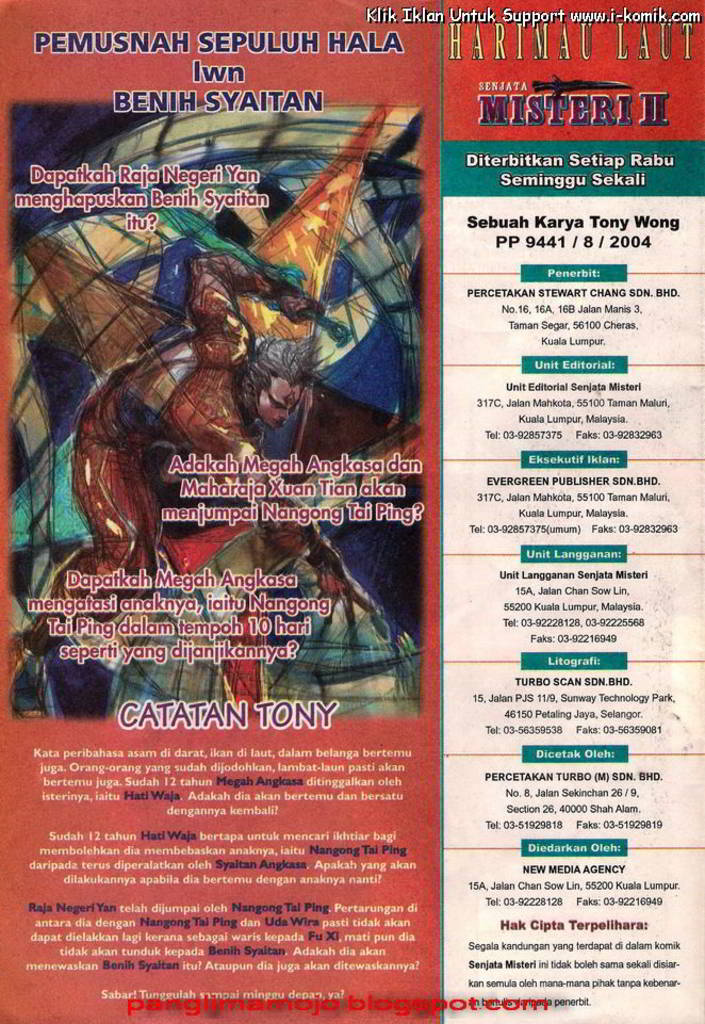 Klik Iklan Untuk Support www.i-komik.com
PEMUSNAH SEPULUH HALA
lwn
BENIH SYAITAN
Dapatkah Raja Negeri Yan
menghapuskan Benih Syaitan
itu?
Adakah Megah Angkasa dan
Maharaja Xuan Tian akan
menjumpai Nangong Tai Ping?
Dapatkah Megah Angkasa
mengatasi anaknya, iaitu Nangong
Tai Ping dalam tempoh 10 hari
seperti yang dijanjikannya?
CATATAN TONY
Kata peribahasa asam di darat, ikan di laut, dalam belanga bertemu
juga. Orang-orang yang sudah dijodohkan, lambat-laun pasti akan
bertemu juga. Sudah 12 tahun Megah Angkasa ditinggalkan oleh
isterinya, iaitu Hati Waja. Adakah dia akan bertemu dan bersatu
dengannya kembali?
Sudah 12 tahun Hati Waja bertapa untuk mencari ikhtiar bagi
membolehkan dia membebaskan anaknya, iaitu Nangong Tai Ping
daripada terus diperalatkan oleh Syaitan Angkasa. Apakah yang akan
dilakukannya apabila dia bertemu dengan anaknya nanti?
Raja Negeri Yan telah dijumpai oleh Nangong Tai Ping. Pertarungan di
antara dia dengan Nangong Tai Ping dan Uda Wira pasti tidak akan
dapat dielakkan lagi kerana sebagai waris kepada Fu Xi, mati pun dia
tidak akan tunduk kepada Benih Syaitan. Adakah dia akan
menewaskan Benih Syaitan itu? Ataupun dia juga akan ditewaskannya?
Sabar! Tunggulah sampai minggu depan, ya?
panglimamoja.blogspot.com
HARIMAU LAUT
SENJATA
MISTERI II
Diterbitkan Setiap Rabu
Seminggu Sekali
Sebuah Karya Tony Wong
PP 9441 / 8 / 2004
Penerbit:
PERCETAKAN STEWART CHANG SDN. BHD.
No.16, 16A, 16B Jalan Manis 3,
Taman Segar, 56100 Cheras,
Kuala Lumpur.
Unit Editorial:
Unit Editorial Senjata Misteri
317C, Jalan Mahkota, 55100 Taman Maluri,
Kuala Lumpur, Malaysia.
Tel: 03-92857375 Faks: 03-92832963
Eksekutif Iklan:
EVERGREEN PUBLISHER SDN.BHD.
317C, Jalan Mahkota, 55100 Taman Maluri,
Kuala Lumpur, Malaysia.
Tel: 03-92857375(umum) Faks: 03-92832963
Unit Langganan:
Unit Langganan Senjata Misteri
15A, Jalan Chan Sow Lin,
55200 Kuala Lumpur, Malaysia.
Tel: 03-92228128, 03-92225568
Faks: 03-92216949
Litografi:
TURBO SCAN SDN.BHD.
15, Jalan PJS 11/9, Sunway Technology Park,
46150 Petaling Jaya, Selangor.
Tel: 03-56359538 Faks: 03-56359081
Dicetak Oleh:
PERCETAKAN TURBO (M) SDN. BHD.
No. 8, Jalan Sekinchan 26 / 9,
Section 26, 40000 Shah Alam.
Tel: 03-51929818 Faks: 03-51929819
Diedarkan Oleh:
NEW MEDIA AGENCY
15A, Jalan Chan Sow Lin, 55200 Kuala Lumpur.
Tel: 03-92228128 Faks: 03-92216949
Hak Cipta Terpelihara:
Segala kandungan yang terdapat di dalam komik
Senjata Misteri ini tidak boleh sama sekali disiar-
kan semula oleh mana-mana pihak tanpa kebenar-
an bertulis daripada penerbit.